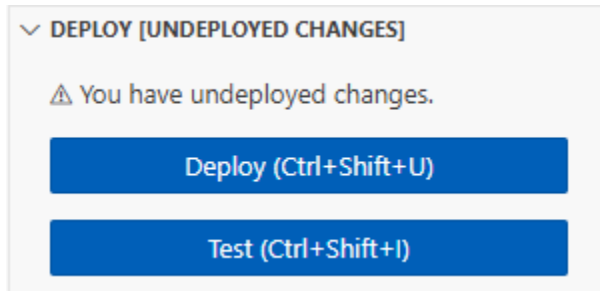 DEPLOY [UNDEPLOYED CHANGES]
⚠ You have undeployed changes.
Deploy (Ctrl+Shift+U)
Test (Ctrl+Shift+I)